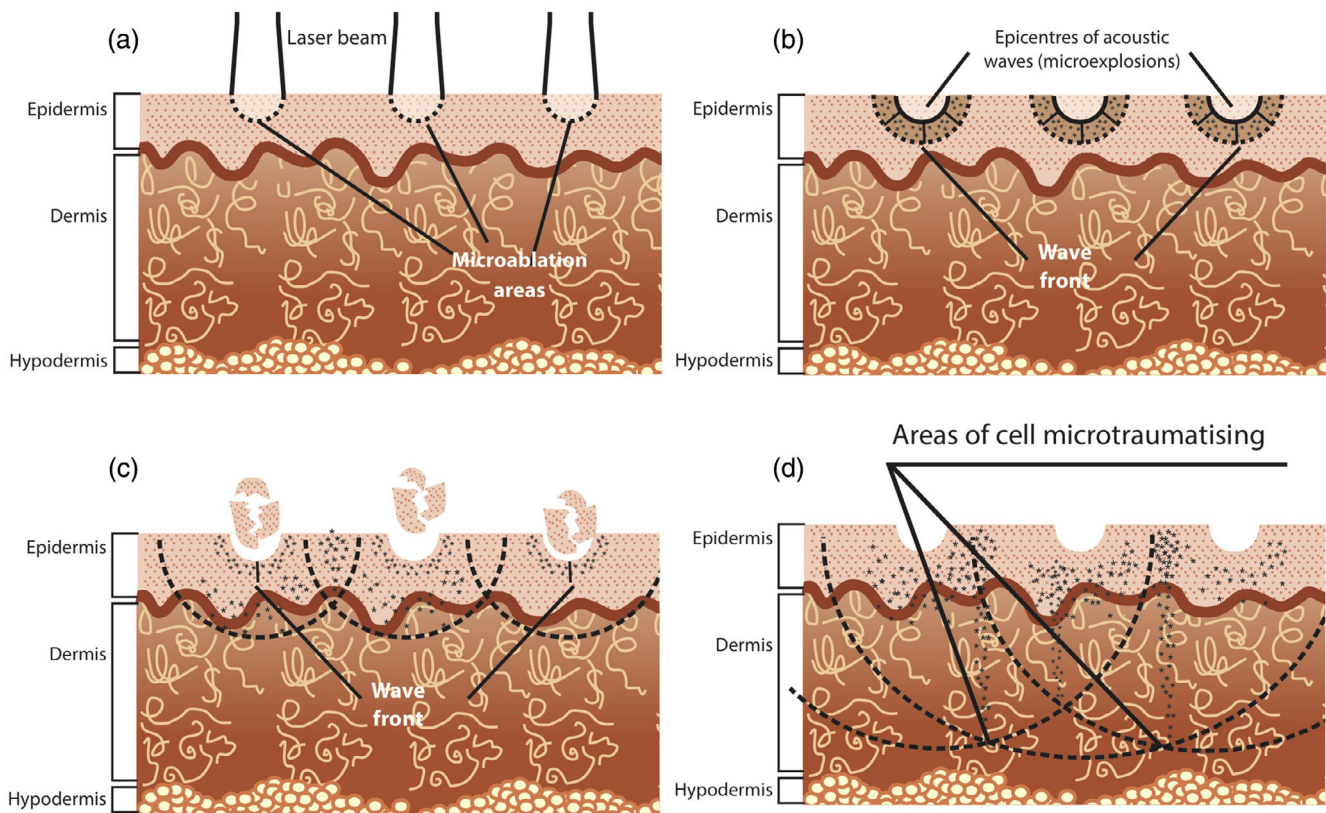 (a)
Laser beam
Epidermis
Dermis
Microablation
areas
Hypodermis
(b)
Epicentres of acoustic
waves (microexplosions)
Epidermis
Dermis
Wave
front
Hypodermis
(c)
Epidermis
Dermis
Wave
front
Hypodermis
Areas of cell microtraumatising
(d)
Epidermis
Dermis
Hypodermis